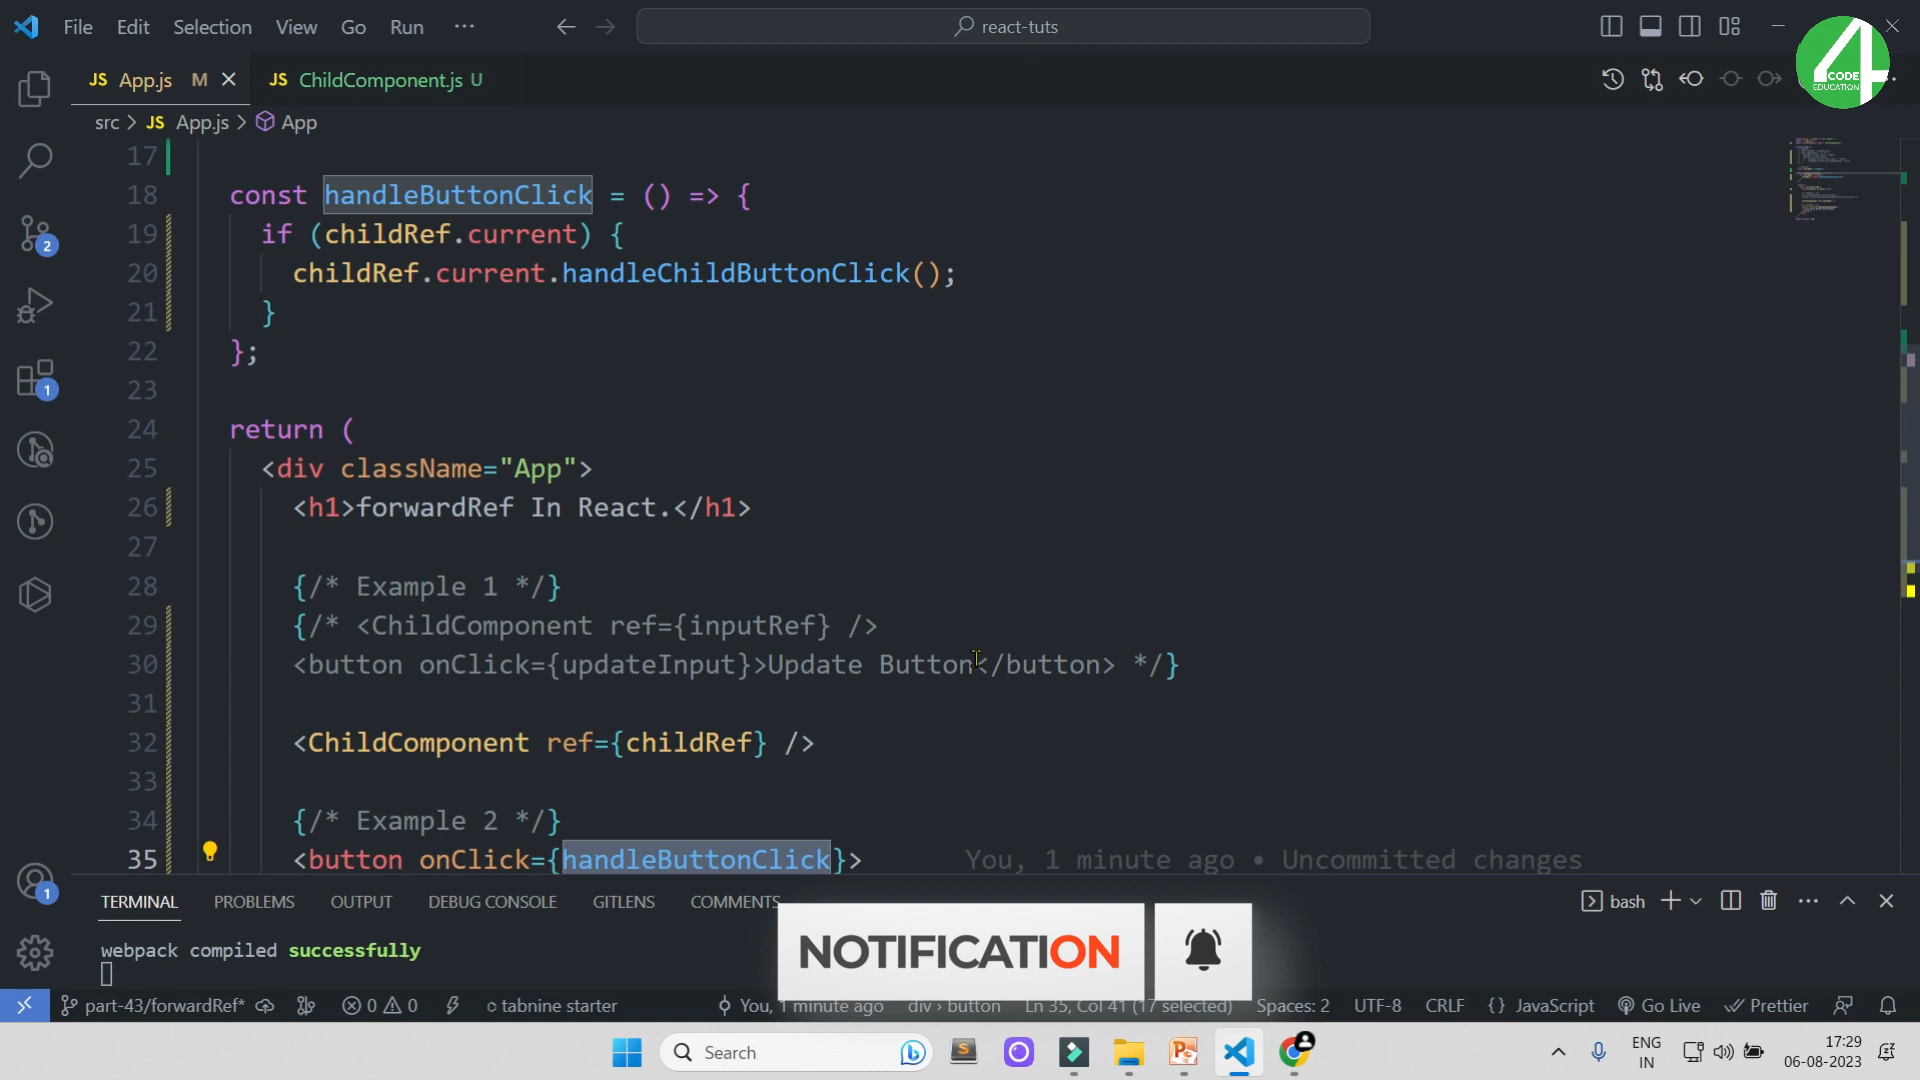 File Edit Selection View Go Run ···
react-tuts
4 CODE EDUCATION
JS App.js M JS ChildComponent.js U
src > JS App.js > App
17
18 const handleButtonClick = () => {
19 if (childRef.current) {
20 childRef.current.handleChildButtonClick();
21 }
22 };
23
24 return (
25 <div className="App">
26 <h1>forwardRef In React.</h1>
27
28 {/* Example 1 */}
29 {/* <ChildComponent ref={inputRef} />
30 <button onClick={updateInput}>Update Button</button> */}
31
32 <ChildComponent ref={childRef} />
33
34 {/* Example 2 */}
35 <button onClick={handleButtonClick}> You, 1 minute ago • Uncommitted changes
2
1
1
TERMINAL PROBLEMS OUTPUT DEBUG CONSOLE GITLENS COMMENTS bash
webpack compiled successfully
NOTIFICATION
part-43/forwardRef* 0 0 tabnine starter You, 1 minute ago div > button Ln 35, Col 41 (17 selected) Spaces: 2 UTF-8 CRLF {} JavaScript Go Live Prettier
Search
ENG
IN
17:29
06-08-2023